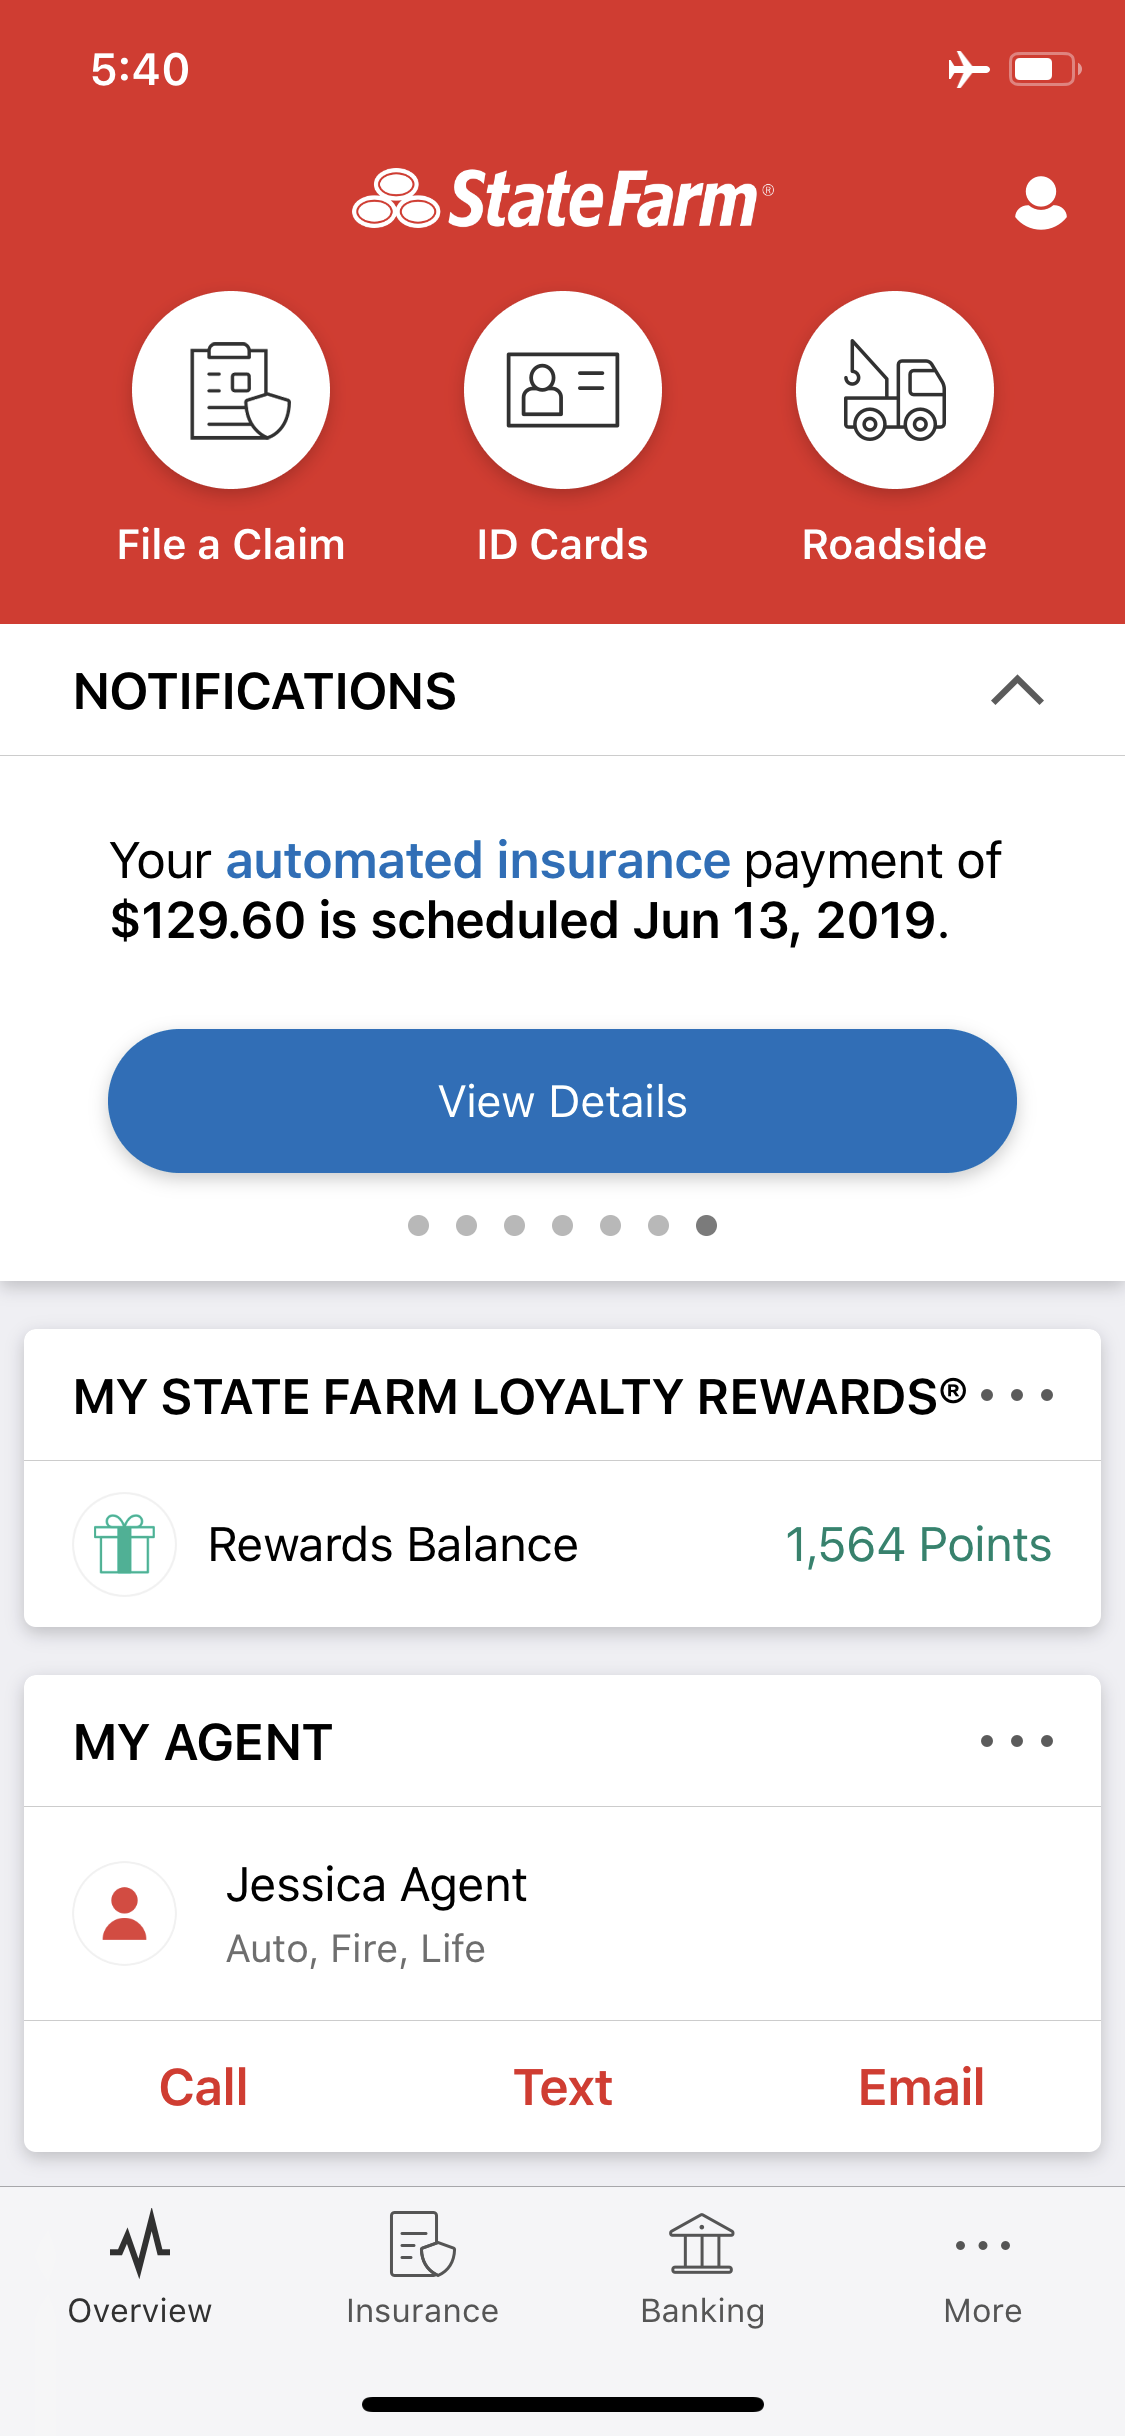 5:40
State Farm®
File a Claim
ID Cards
Roadside
NOTIFICATIONS
Your automated insurance payment of
$129.60 is scheduled Jun 13, 2019.
View Details
MY STATE FARM LOYALTY REWARDS®
Rewards Balance
1,564 Points
MY AGENT
Jessica Agent
Auto, Fire, Life
Call
Text
Email
Overview
Insurance
Banking
More